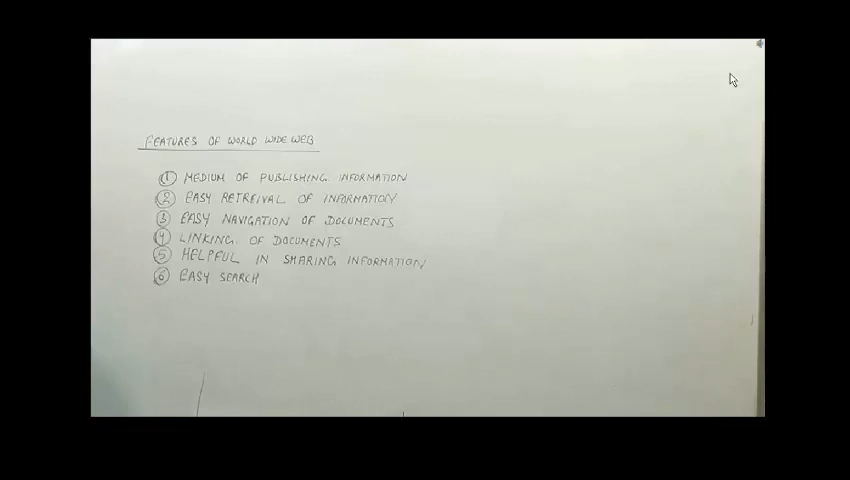 FEATURES OF WORLD WIDE WEB
① MEDIUM OF PUBLISHING INFORMATION
② EASY RETREIVAL OF INFORMATION
③ EASY NAVIGATION OF DOCUMENTS
④ LINKING OF DOCUMENTS
⑤ HELPFUL IN SHARING INFORMATION
⑥ EASY SEARCH